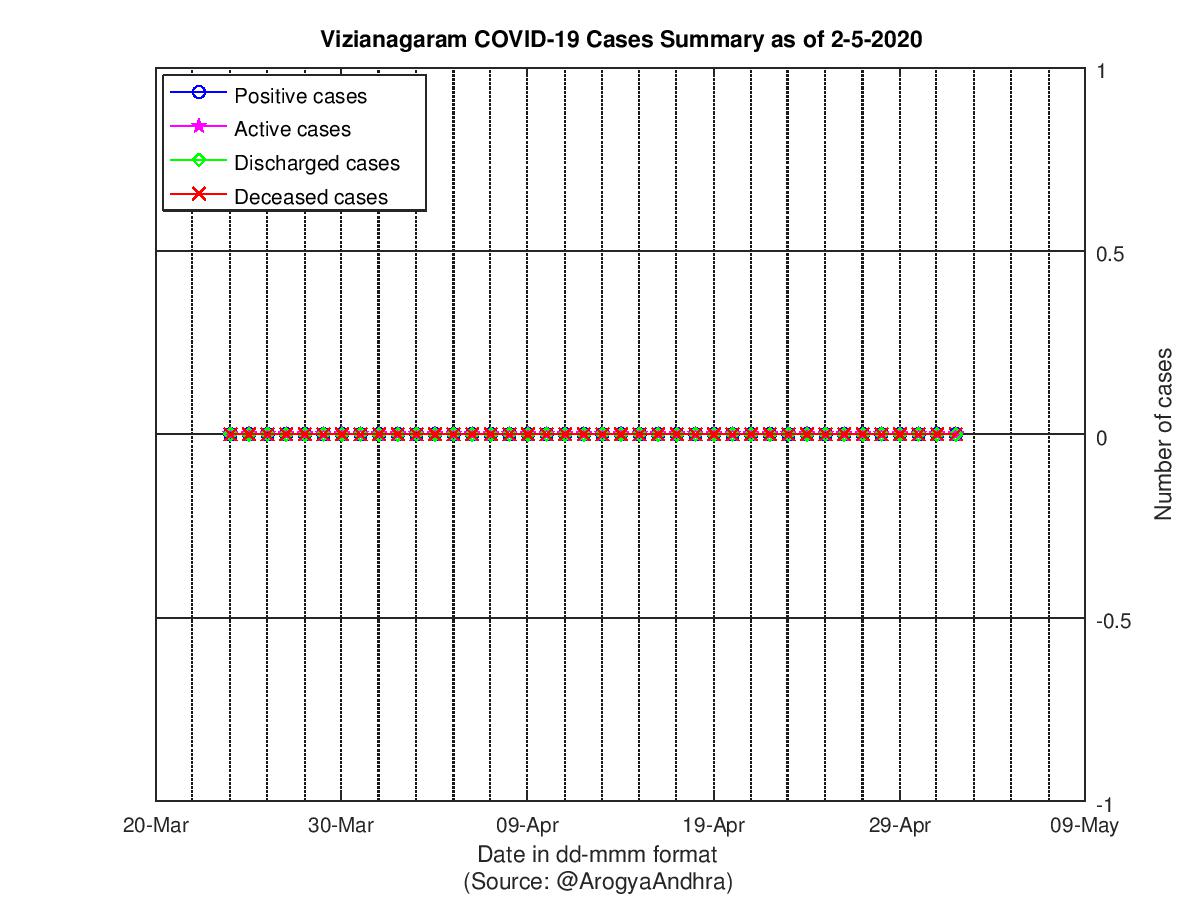 Vizianagaram COVID-19 Cases Summary as of 2-5-2020
Positive cases
Active cases
Discharged cases
Deceased cases
1
0.5
0
-0.5
-1
Number of cases
20-Mar 30-Mar 09-Apr 19-Apr 29-Apr 09-May
Date in dd-mmm format
(Source: @ArogyaAndhra)